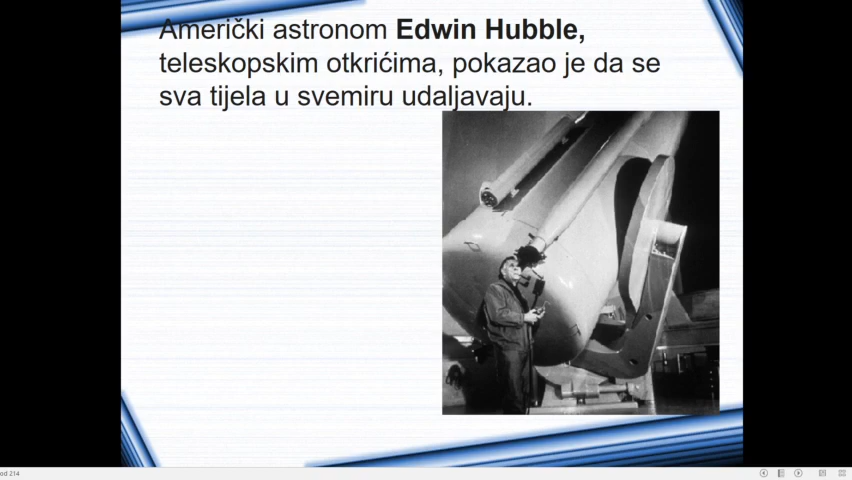 Američki astronom Edwin Hubble,
teleskopskim otkrićima, pokazao je da se
sva tijela u svemiru udaljavaju.
od 214